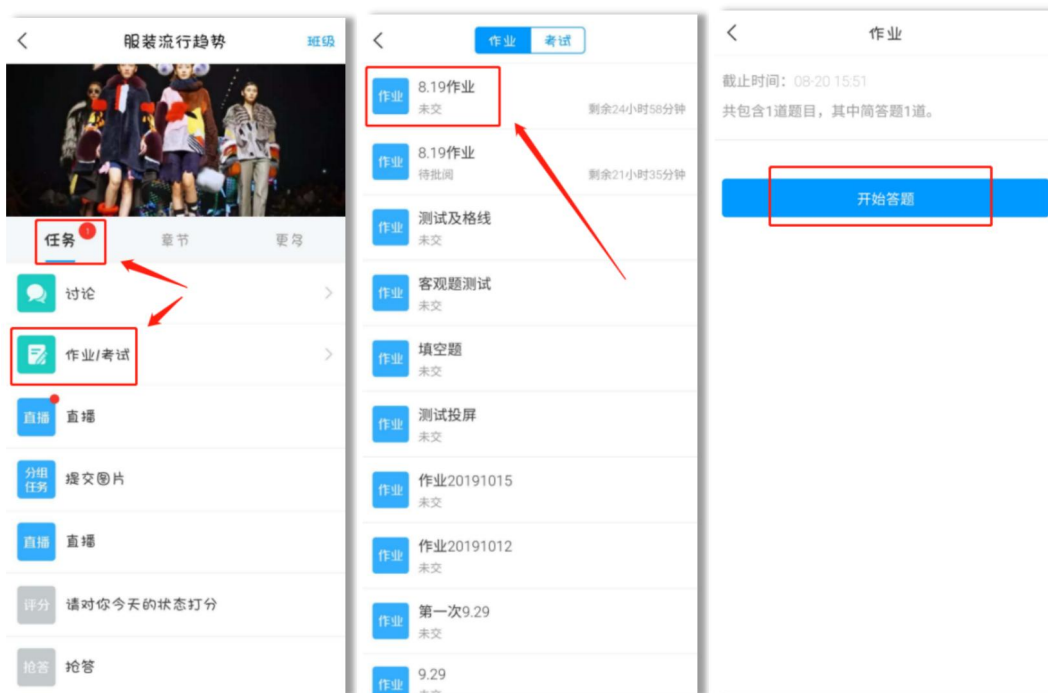 服装流行趋势
班级
任务
1
章节
更多
讨论
作业/考试
直播
直播
分组
任务
提交图片
直播
直播
评分
请对你今天的状态打分
抢答
抢答
作业
考试
作业
8.19作业
未交
剩余24小时58分钟
作业
8.19作业
待批阅
剩余21小时35分钟
作业
测试及格线
未交
作业
客观题测试
未交
作业
填空题
未交
作业
测试投屏
未交
作业
作业20191015
未交
作业
作业20191012
未交
作业
第一次9.29
未交
作业
9.29
作业
截止时间：08-20 15:51
共包含1道题目，其中简答题1道。
开始答题